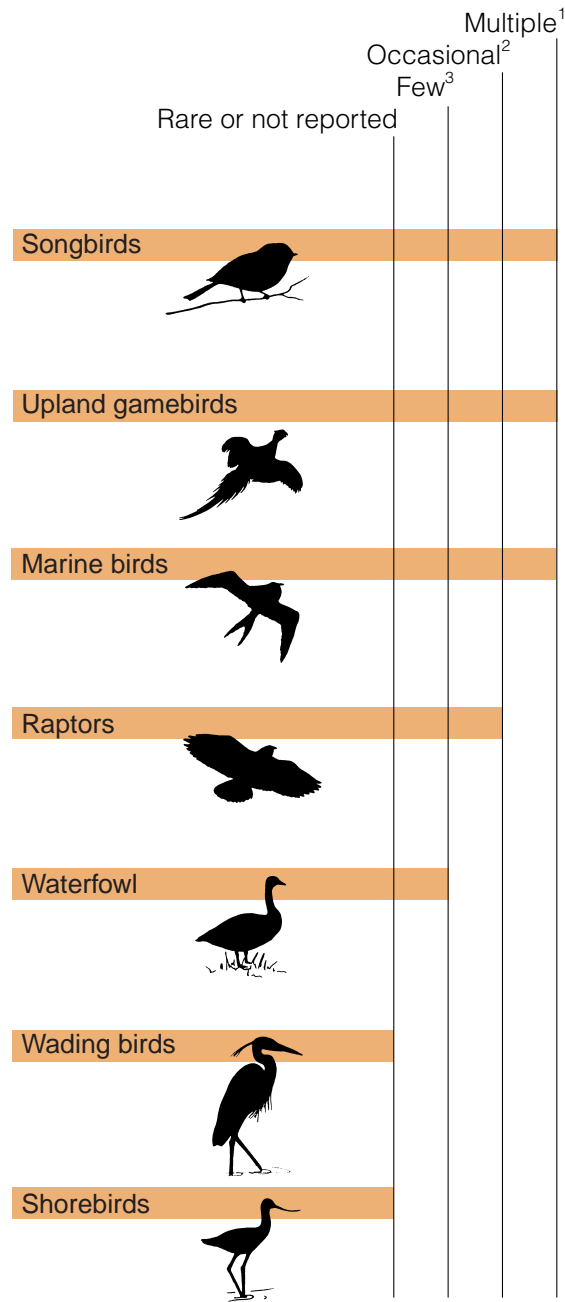 Multiple¹
Occasional²
Few³
Rare or not reported
Songbirds
Upland gamebirds
Marine birds
Raptors
Waterfowl
Wading birds
Shorebirds